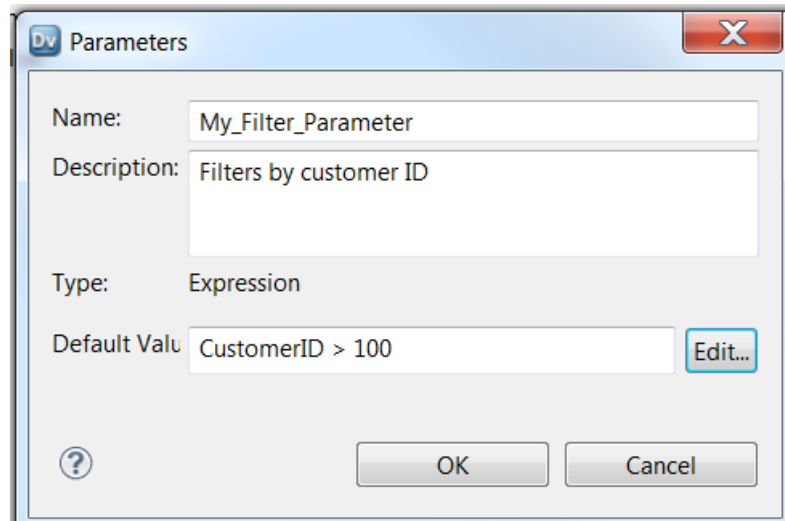 Dv Parameters X
Name: My_Filter_Parameter
Description: Filters by customer ID
Type: Expression
Default Valu CustomerID > 100 Edit...
? OK Cancel